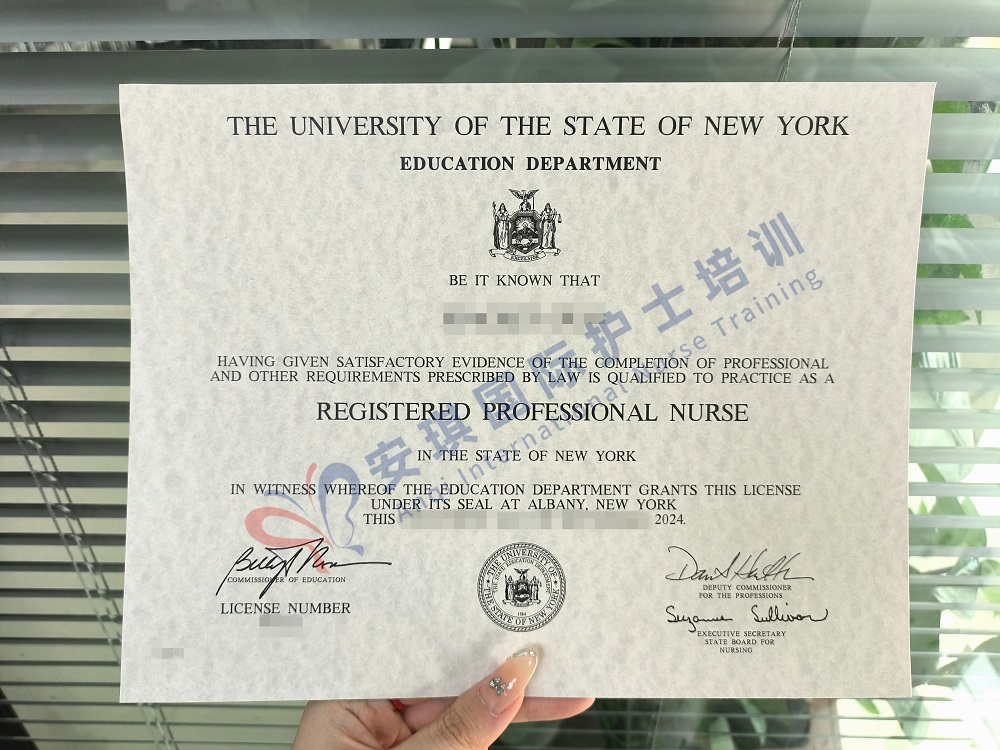 THE UNIVERSITY OF THE STATE OF NEW YORK
EDUCATION DEPARTMENT
EXCELSIOR
BE IT KNOWN THAT
HAVING GIVEN SATISFACTORY EVIDENCE OF THE COMPLETION OF PROFESSIONAL
AND OTHER REQUIREMENTS PRESCRIBED BY LAW IS QUALIFIED TO PRACTICE AS A
REGISTERED PROFESSIONAL NURSE
IN THE STATE OF NEW YORK
IN WITNESS WHEREOF THE EDUCATION DEPARTMENT GRANTS THIS LICENSE
UNDER ITS SEAL AT ALBANY, NEW YORK
THIS 2024.
COMMISSIONER OF EDUCATION
LICENSE NUMBER
THE UNIVERSITY OF THE STATE OF NEW YORK
DEPUTY COMMISSIONER
FOR THE PROFESSIONS
Suzanne Sullivan
EXECUTIVE SECRETARY
STATE BOARD FOR
NURSING
安琪国际护士培训
Anqi International Nurse Training